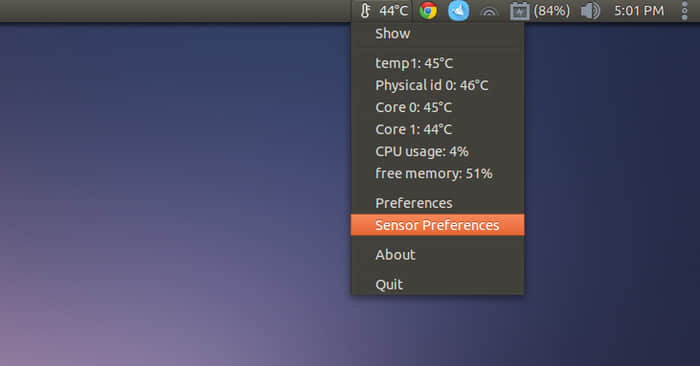 44°C (84%) 5:01 PM
Show
temp1: 45°C
Physical id 0: 46°C
Core 0: 45°C
Core 1: 44°C
CPU usage: 4%
free memory: 51%
Preferences
Sensor Preferences
About
Quit